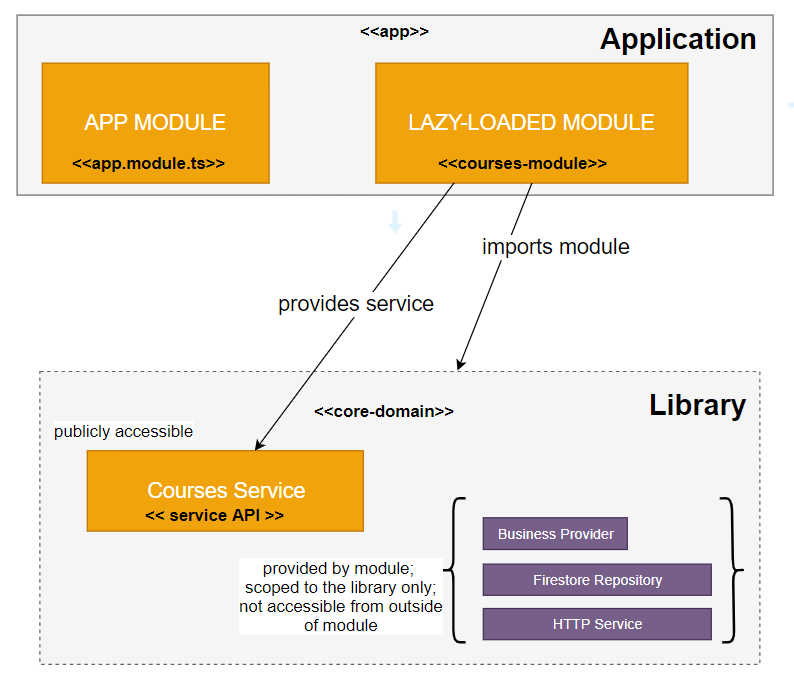 <<app>>
Application
APP MODULE
<<app.module.ts>>
LAZY-LOADED MODULE
<<courses-module>>
imports module
provides service
<<core-domain>>
Library
publicly accessible
Courses Service
<< service API >>
provided by module;
scoped to the library only;
not accessible from outside
of module
Business Provider
Firestore Repository
HTTP Service